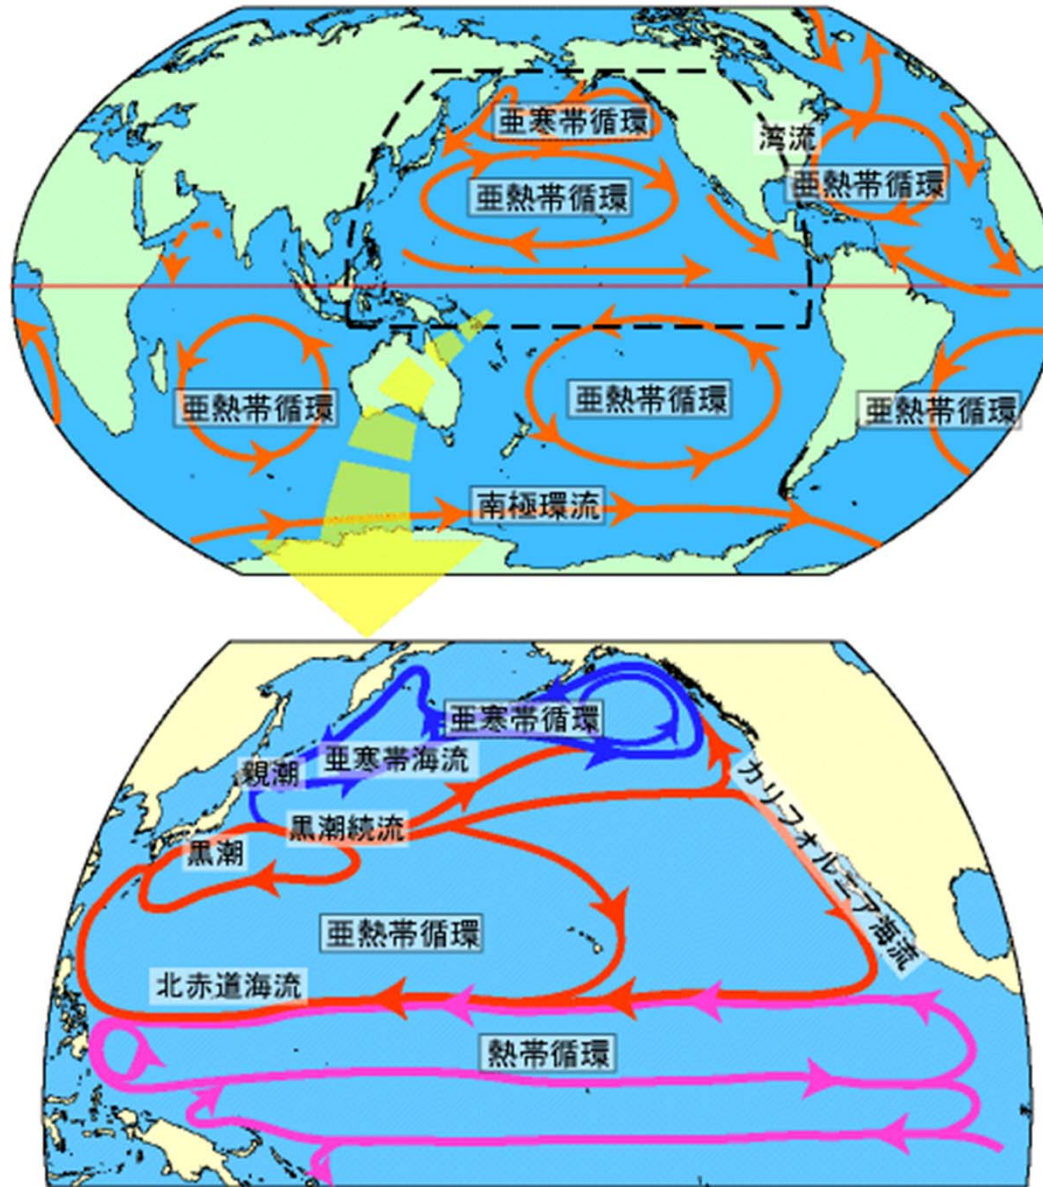 亜寒帯循環
湾流
亜熱帯循環
亜熱帯循環
亜熱帯循環
亜熱帯循環
亜熱帯循環
南極環流
亜寒帯循環
亜寒帯海流
親潮
カリフォルニア海流
黒潮続流
黒潮
亜熱帯循環
北赤道海流
熱帯循環